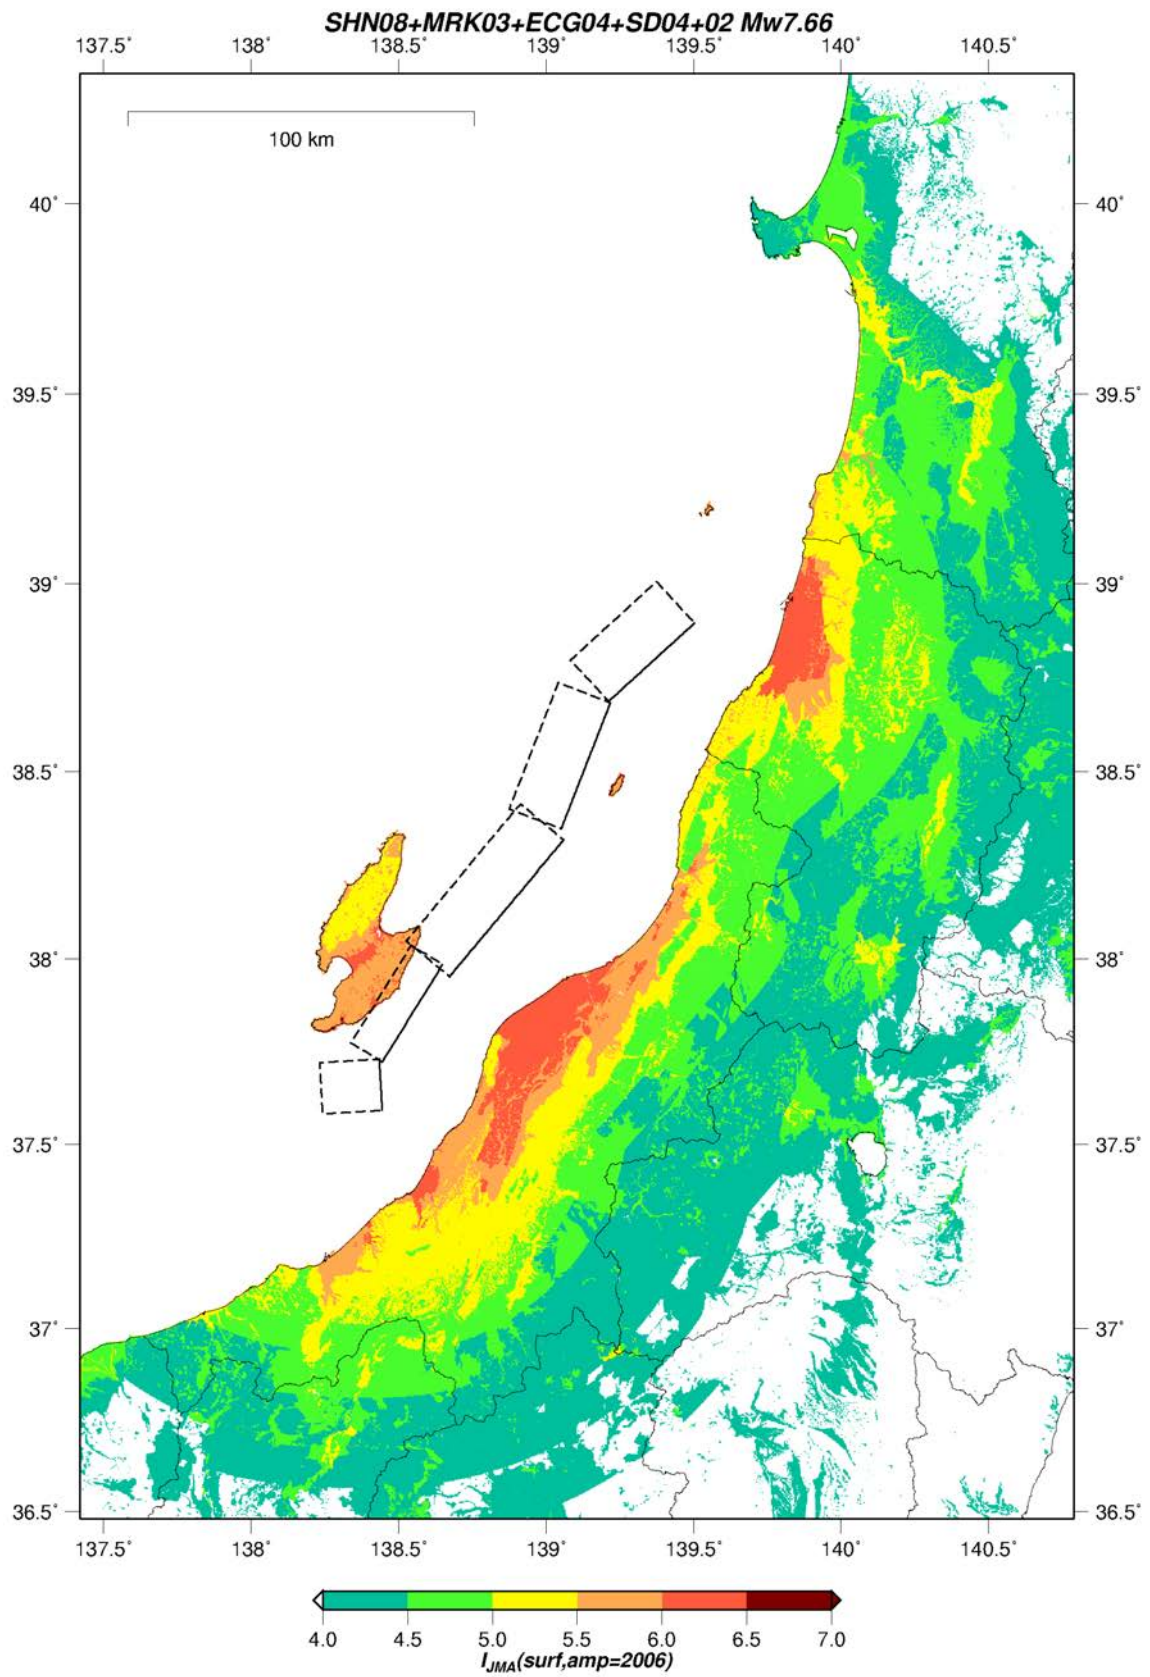 SHN08+MRK03+ECG04+SD04+02 Mw7.66
137.5° 138° 138.5° 139° 139.5° 140° 140.5°
100 km
40° 40°
39.5° 39.5°
39° 39°
38.5° 38.5°
38° 38°
37.5° 37.5°
37° 37°
36.5° 36.5°
137.5° 138° 138.5° 139° 139.5° 140° 140.5°
4.0 4.5 5.0 5.5 6.0 6.5 7.0
IJMA(surf,amp=2006)